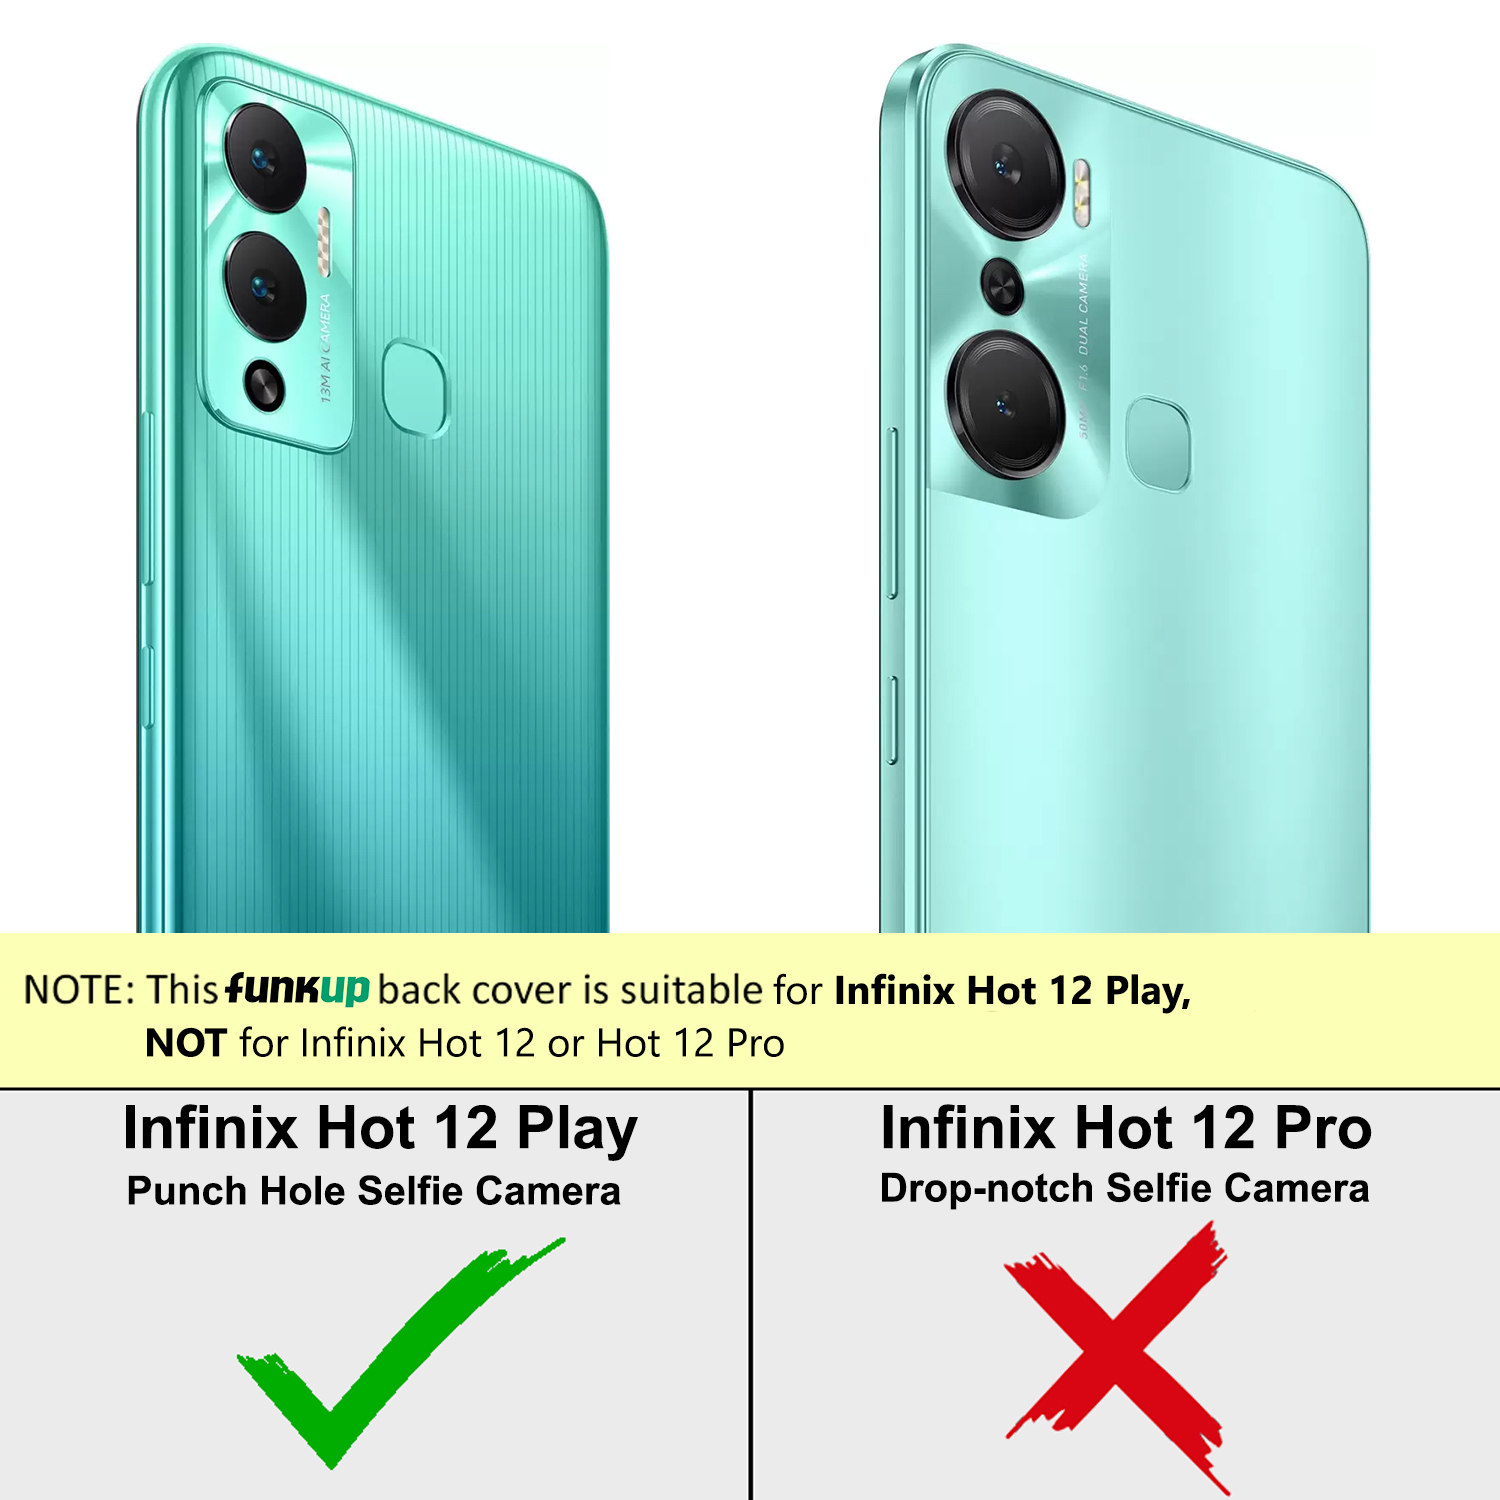 13M AI CAMERA
50MP F1.6 DUAL CAMERA
NOTE: This funkup back cover is suitable for Infinix Hot 12 Play,
NOT for Infinix Hot 12 or Hot 12 Pro
Infinix Hot 12 Play
Punch Hole Selfie Camera
Infinix Hot 12 Pro
Drop-notch Selfie Camera